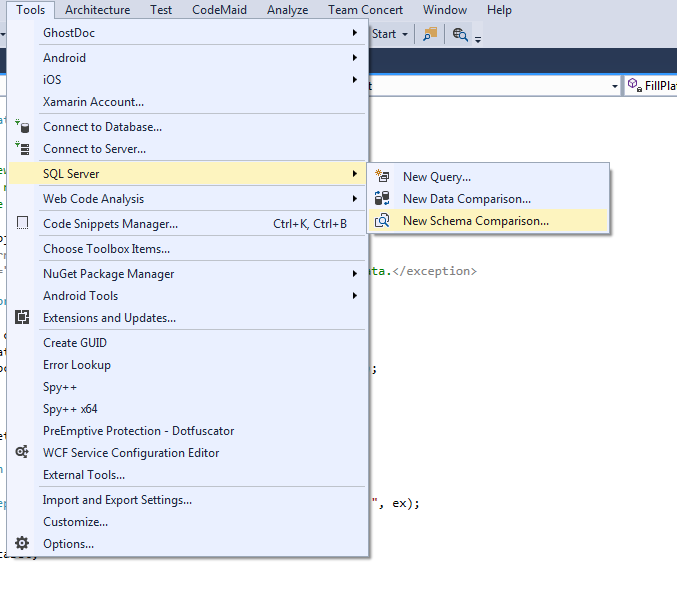 Tools Architecture Test CodeMaid Analyze Team Concert Window Help
GhostDoc
Start
Android
iOS
FillPlat
Xamarin Account...
Connect to Database...
Connect to Server...
SQL Server
New Query...
Web Code Analysis
New Data Comparison...
Code Snippets Manager... Ctrl+K, Ctrl+B
New Schema Comparison...
Choose Toolbox Items...
NuGet Package Manager
ata.</exception>
Android Tools
Extensions and Updates...
Create GUID
Error Lookup
;
Spy++
Spy++ x64
PreEmptive Protection - Dotfuscator
WCF Service Configuration Editor
External Tools...
Import and Export Settings...
", ex);
Customize...
Options...